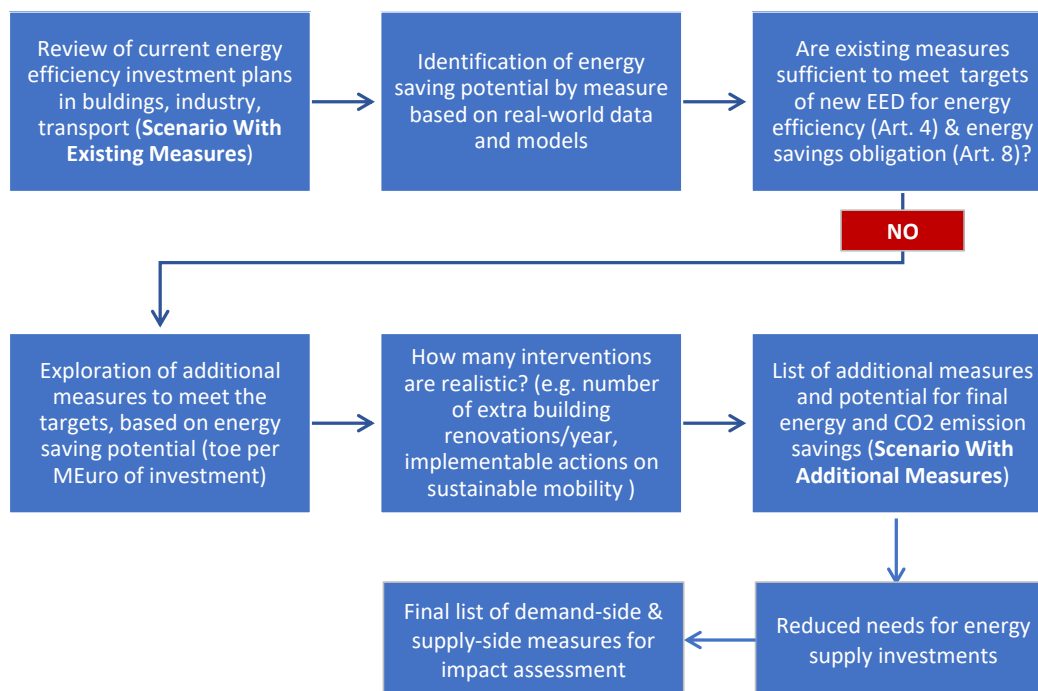 Review of current energy
efficiency investment plans
in buldings, industry,
transport (Scenario With
Existing Measures)
Identification of energy
saving potential by measure
based on real-world data
and models
Are existing measures
sufficient to meet targets
of new EED for energy
efficiency (Art. 4) & energy
savings obligation (Art. 8)?
NO
Exploration of additional
measures to meet the
targets, based on energy
saving potential (toe per
MEuro of investment)
How many interventions
are realistic? (e.g. number
of extra building
renovations/year,
implementable actions on
sustainable mobility )
List of additional measures
and potential for final
energy and CO2 emission
savings (Scenario With
Additional Measures)
Final list of demand-side &
supply-side measures for
impact assessment
Reduced needs for energy
supply investments